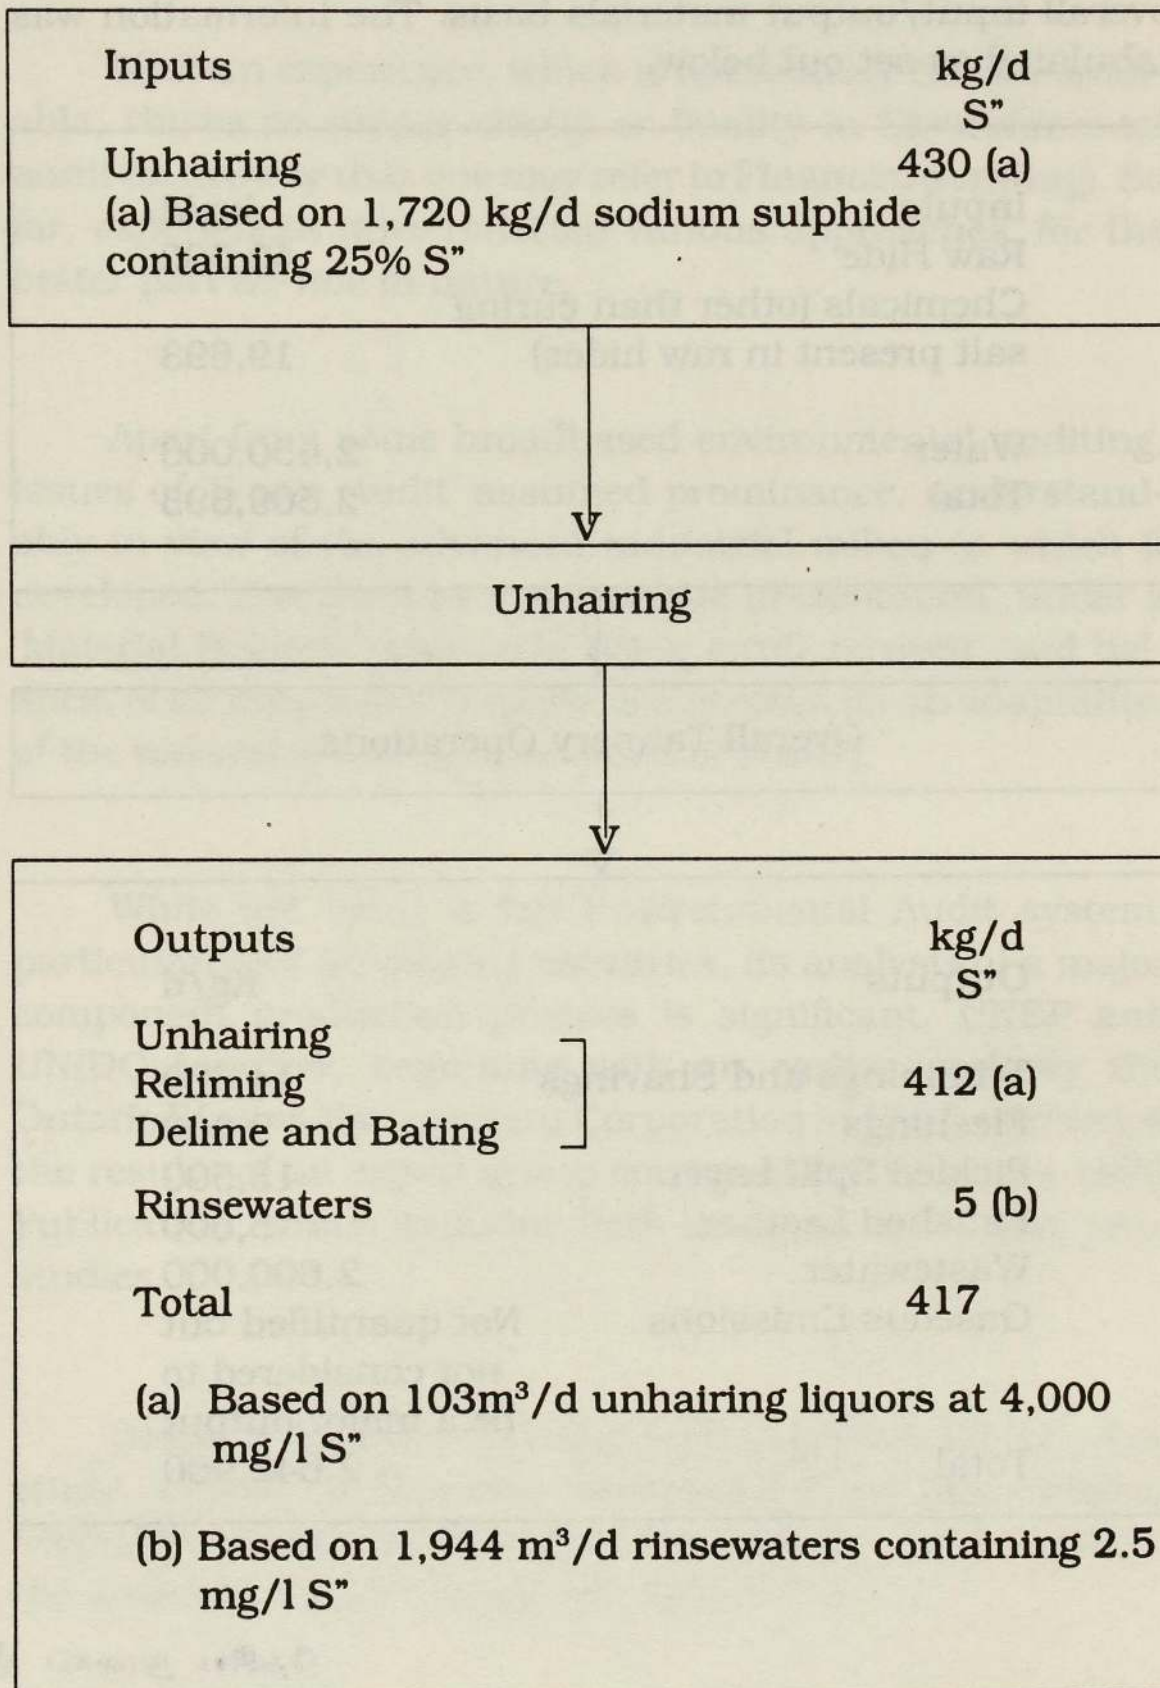 Inputs kg/d
S”
Unhairing 430 (a)
(a) Based on 1,720 kg/d sodium sulphide
containing 25% S”
V
Unhairing
V
Outputs kg/d
S”
Unhairing
Reliming 412 (a)
Delime and Bating
Rinsewaters 5 (b)
Total 417
(a) Based on 103m³/d unhairing liquors at 4,000
mg/l S”
(b) Based on 1,944 m³/d rinsewaters containing 2.5
mg/l S”